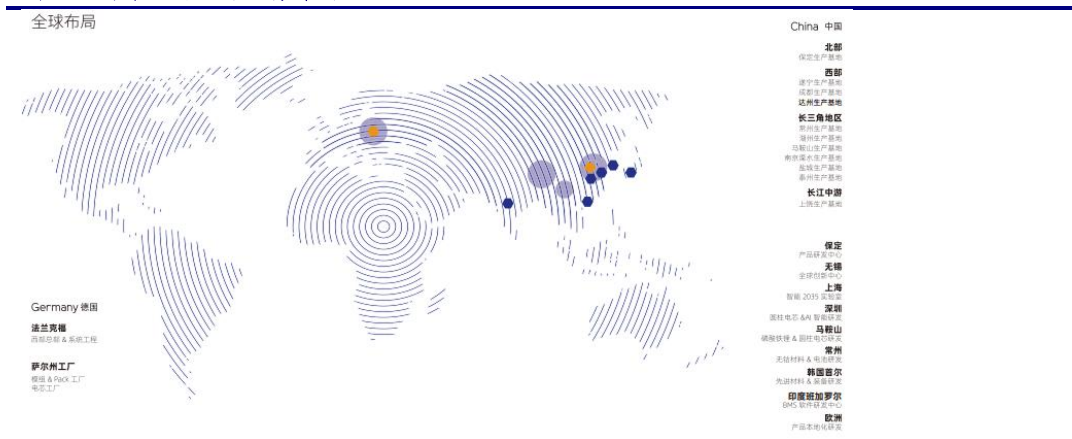 全球布局
China 中国
北部
保定生产基地
西部
遂宁生产基地
成都生产基地
达州生产基地
长三角地区
常州生产基地
湖州生产基地
马鞍山生产基地
南京溧水生产基地
盐城生产基地
泰州生产基地
长江中游
上饶生产基地
保定
产品研发中心
无锡
全球创新中心
上海
智能 2035 实验室
深圳
圆柱电芯 &AI 智能研发
马鞍山
磷酸铁锂 & 圆柱电芯研发
常州
无钴材料 & 电池研发
韩国首尔
先进材料 & 装备研发
印度班加罗尔
BMS 软件研发中心
欧洲
产品本地化研发
Germany 德国
法兰克福
西部总部 & 系统工程
萨尔州工厂
模组 & Pack 工厂
电芯工厂